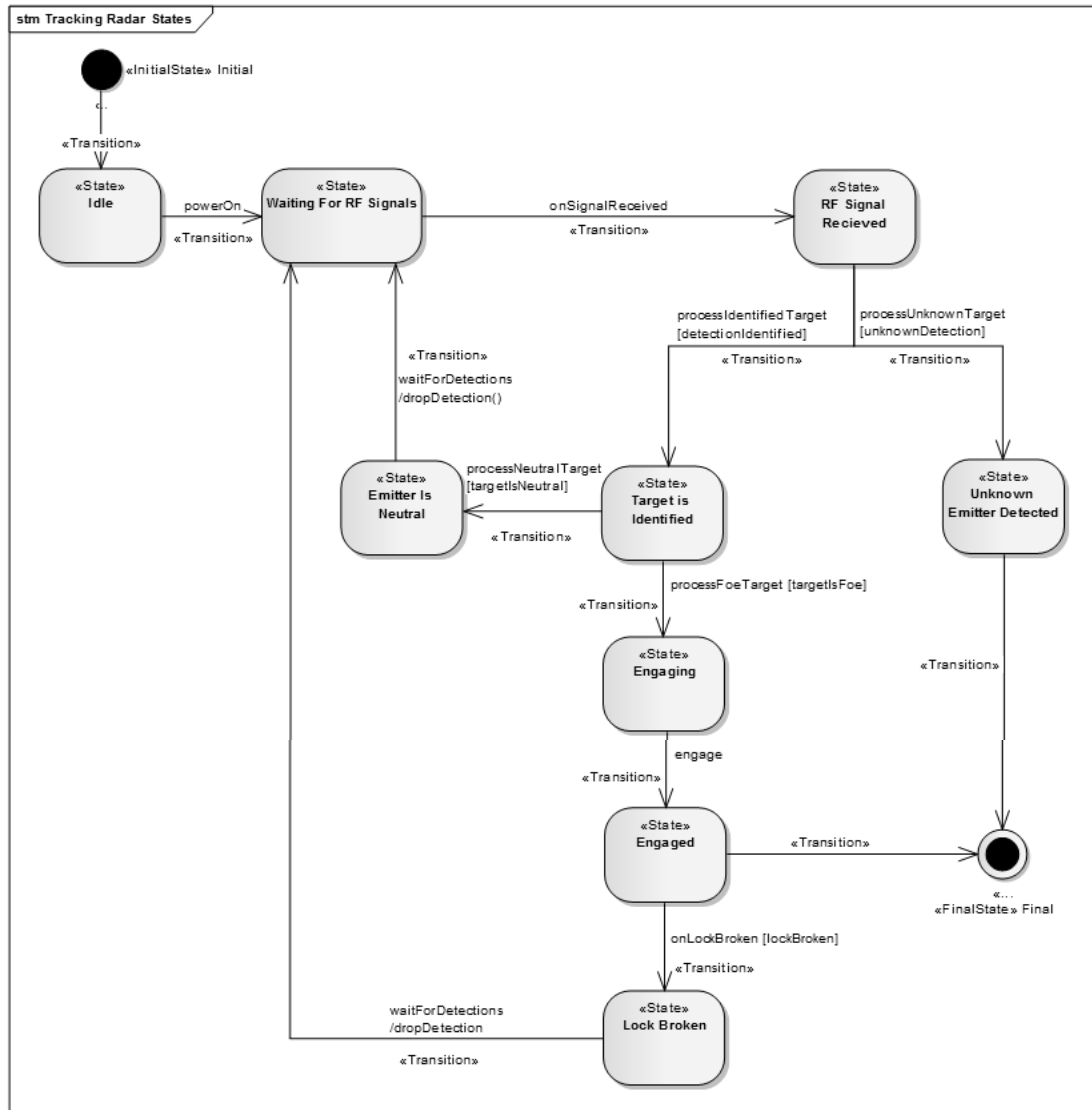 stm Tracking Radar States
«InitialState» Initial
«...
«Transition»
«State»
Idle
powerOn
«Transition»
«State»
Waiting For RF Signals
onSignalReceived
«Transition»
«State»
RF Signal
Recieved
processIdentifiedTarget
[detectionIdentified]
«Transition»
processUnknownTarget
[unknownDetection]
«Transition»
«Transition»
waitForDetections
/dropDetection()
«State»
Emitter Is
Neutral
processNeutralTarget
[targetIsNeutral]
«Transition»
«State»
Target is
Identified
«State»
Unknown
Emitter Detected
processFoeTarget [targetIsFoe]
«Transition»
«State»
Engaging
«Transition»
engage
«Transition»
«State»
Engaged
«Transition»
«...
«FinalState» Final
onLockBroken [lockBroken]
«Transition»
«State»
Lock Broken
waitForDetections
/dropDetection
«Transition»